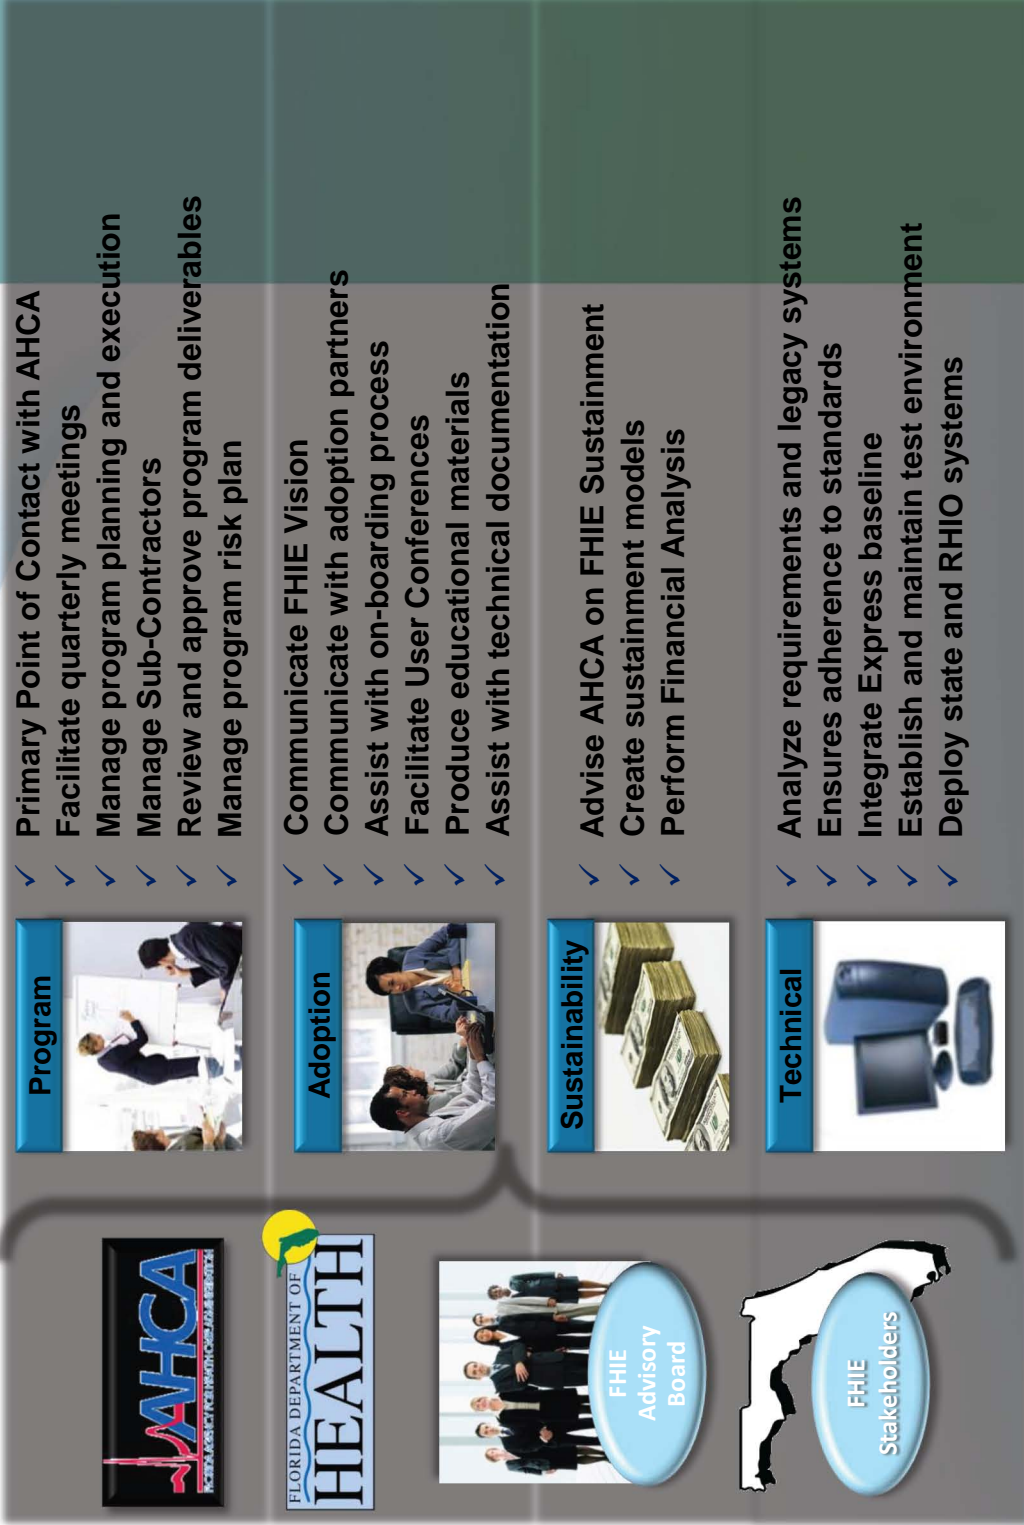 AHCA
FLORIDA DEPARTMENT OF
HEALTH
FHIE
Advisory
Board
FHIE
Stakeholders
Program
✓ Primary Point of Contact with AHCA
✓ Facilitate quarterly meetings
✓ Manage program planning and execution
✓ Manage Sub-Contractors
✓ Review and approve program deliverables
✓ Manage program risk plan
Adoption
✓ Communicate FHIE Vision
✓ Communicate with adoption partners
✓ Assist with on-boarding process
✓ Facilitate User Conferences
✓ Produce educational materials
✓ Assist with technical documentation
Sustainability
✓ Advise AHCA on FHIE Sustainment
✓ Create sustainment models
✓ Perform Financial Analysis
Technical
✓ Analyze requirements and legacy systems
✓ Ensures adherence to standards
✓ Integrate Express baseline
✓ Establish and maintain test environment
✓ Deploy state and RHIO systems